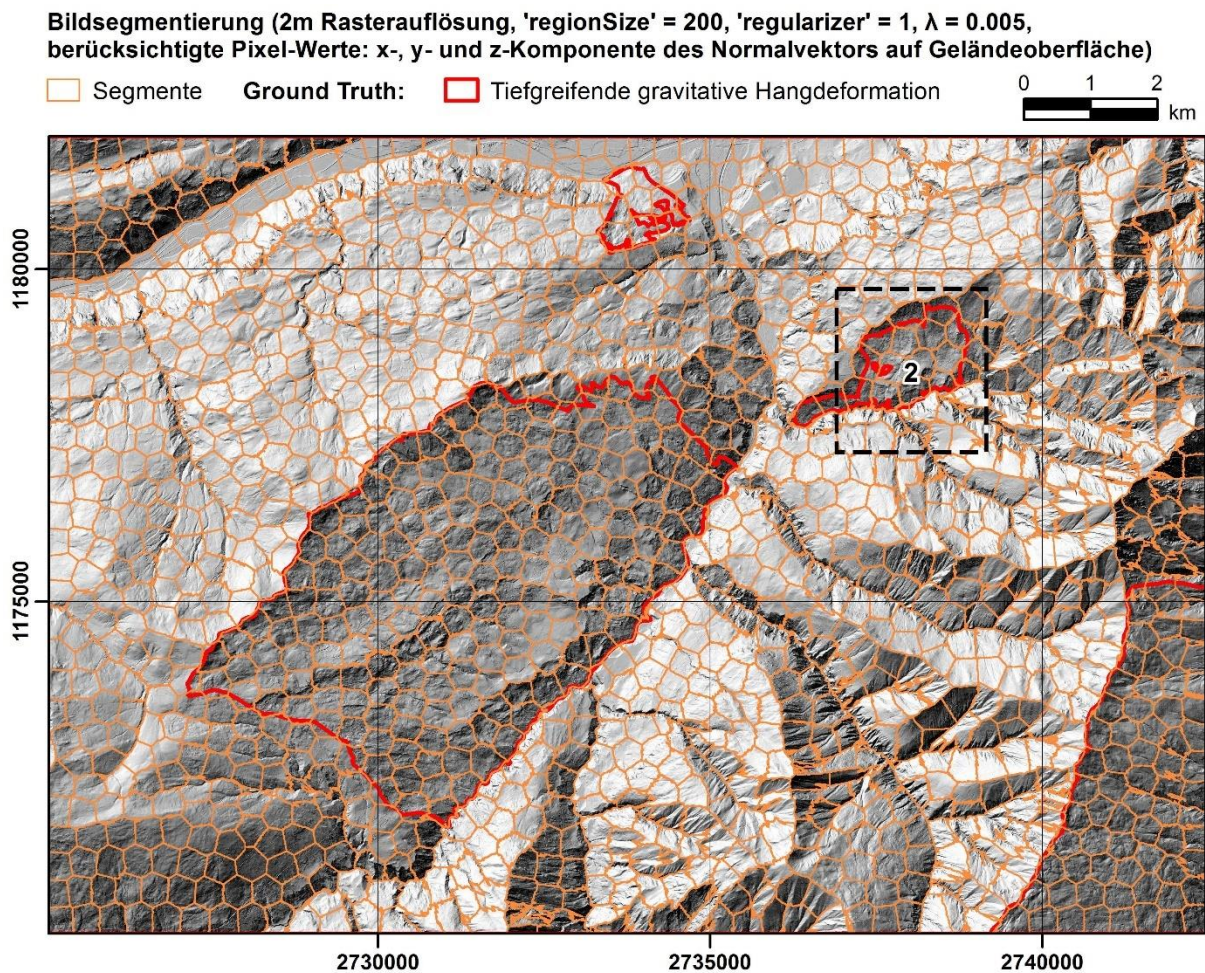 Bildsegmentierung (2m Rasterauflösung, 'regionSize' = 200, 'regularizer' = 1, λ = 0.005,
berücksichtigte Pixel-Werte: x-, y- und z-Komponente des Normalvektors auf Geländeoberfläche)
Segmente Ground Truth: Tiefgreifende gravitative Hangdeformation
0 1 2
km
1180000
2
1175000
2730000 2735000 2740000